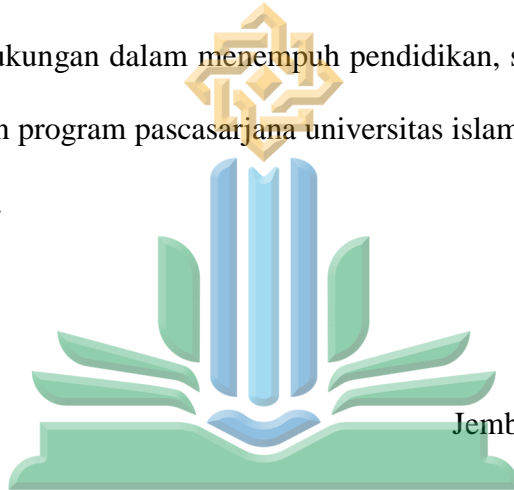 ukungan dalam menempuh pendidikan, s
n program pascasarjana universitas islam
.
Jemb